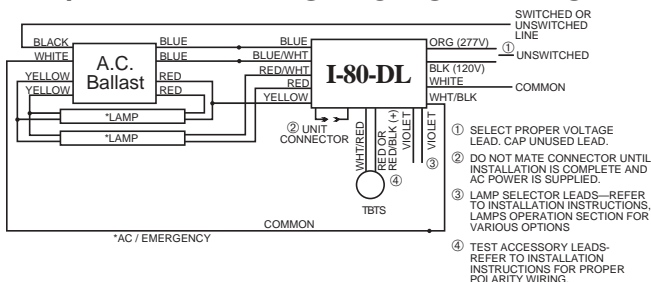 SWITCHED OR
UNSWITCHED
LINE
BLACK
WHITE
YELLOW
YELLOW
A.C.
Ballast
BLUE
BLUE
RED
RED
*LAMP
*LAMP
BLUE
BLUE/WHT
RED/WHT
RED
YELLOW
I-80-DL
ORG (277V)
①
UNSWITCHED
BLK (120V)
WHITE
COMMON
WHT/BLK
② UNIT
CONNECTOR
WHT/RED
RED OR
RED/BLK (+)
VIOLET
VIOLET
③
④
TBTS
COMMON
*AC / EMERGENCY
① SELECT PROPER VOLTAGE
LEAD. CAP UNUSED LEAD.
② DO NOT MATE CONNECTOR UNTIL
INSTALLATION IS COMPLETE AND
AC POWER IS SUPPLIED.
③ LAMP SELECTOR LEADS—REFER
TO INSTALLATION INSTRUCTIONS,
LAMPS OPERATION SECTION FOR
VARIOUS OPTIONS
④ TEST ACCESSORY LEADS-
REFER TO INSTALLATION
INSTRUCTIONS FOR PROPER
POLARITY WIRING.